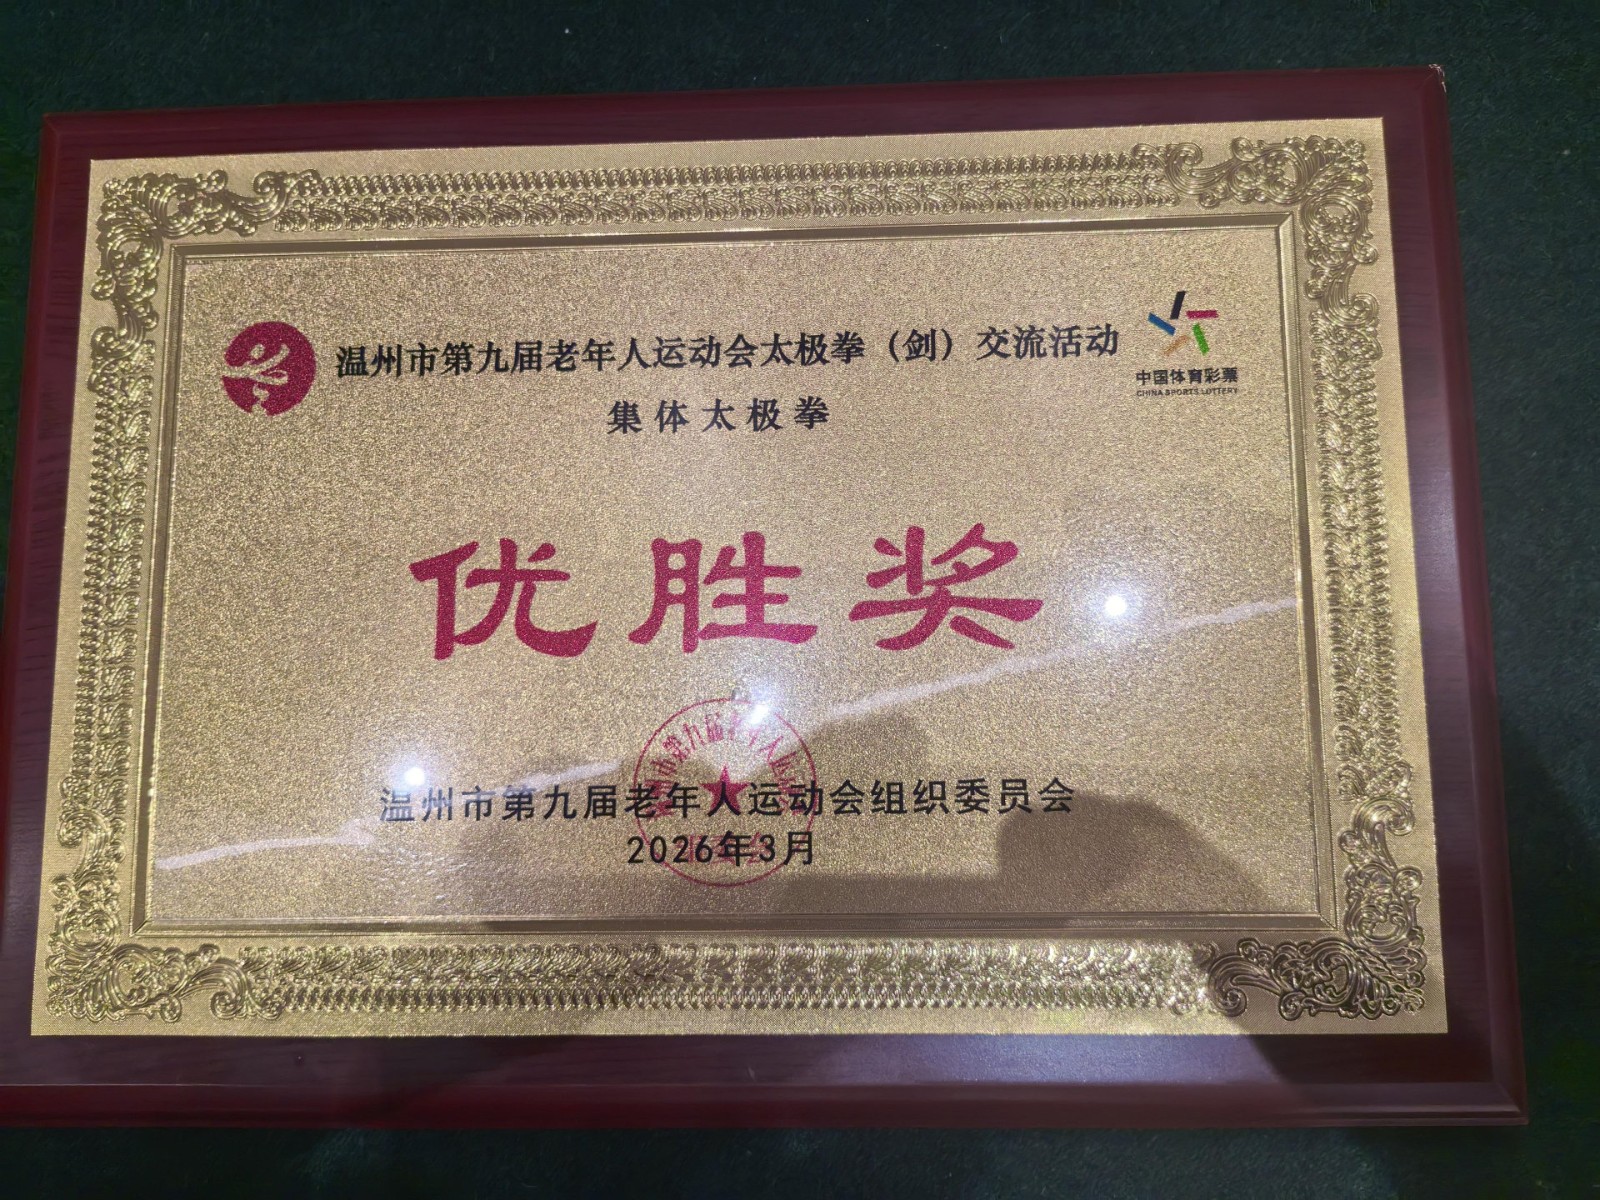 温州市第九届老年人运动会太极拳（剑）交流活动
中国体育彩票
CHINA SPORTS LOTTERY
集体太极拳
优胜奖
温州市第九届老年人运动会组织委员会
2026年3月